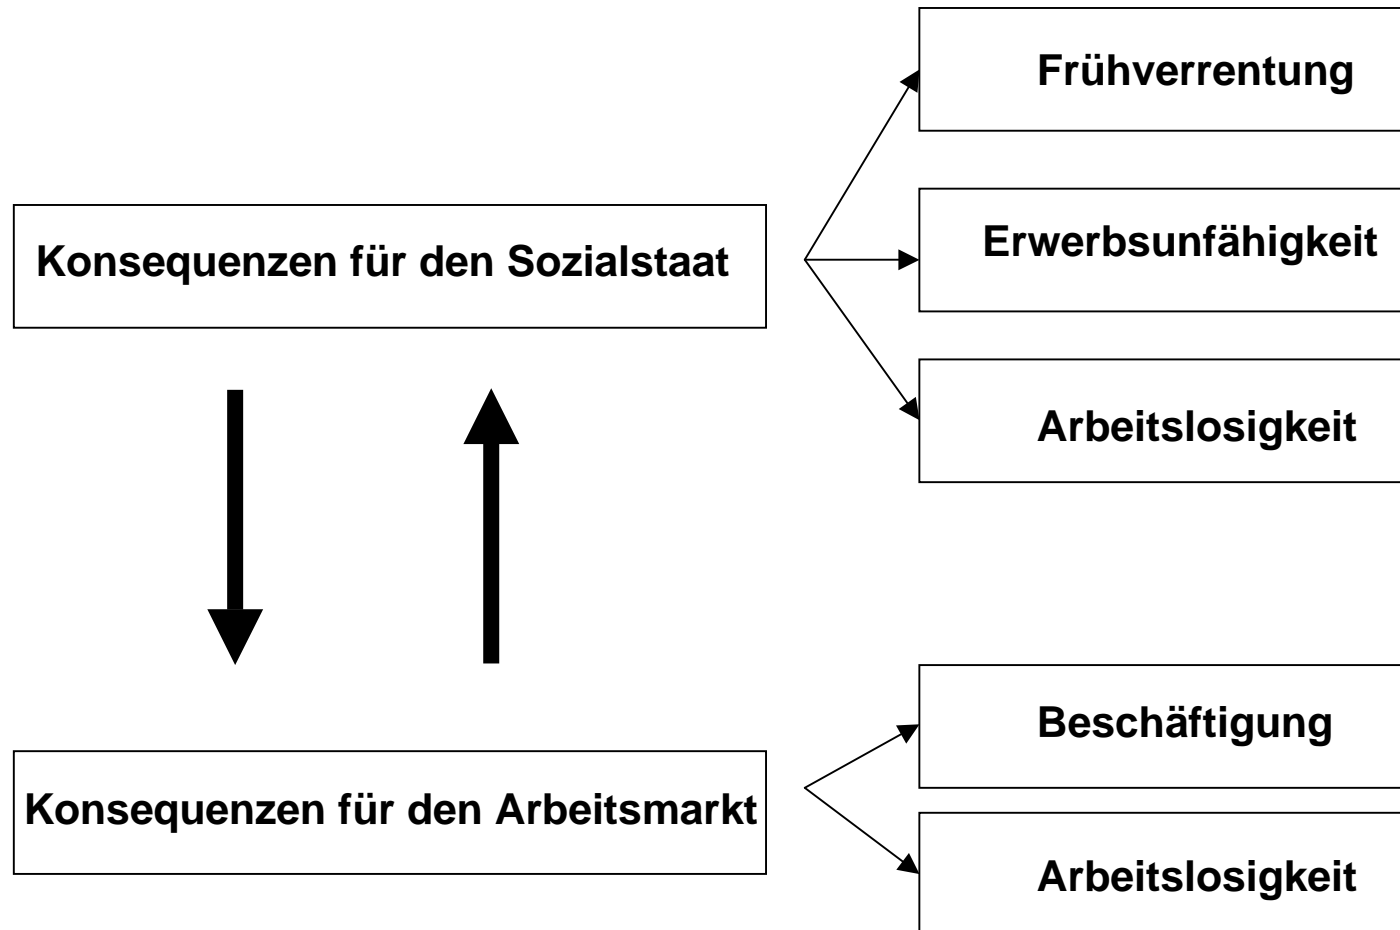 Frühverrentung
Konsequenzen für den Sozialstaat
Erwerbsunfähigkeit
Arbeitslosigkeit
Konsequenzen für den Arbeitsmarkt
Beschäftigung
Arbeitslosigkeit